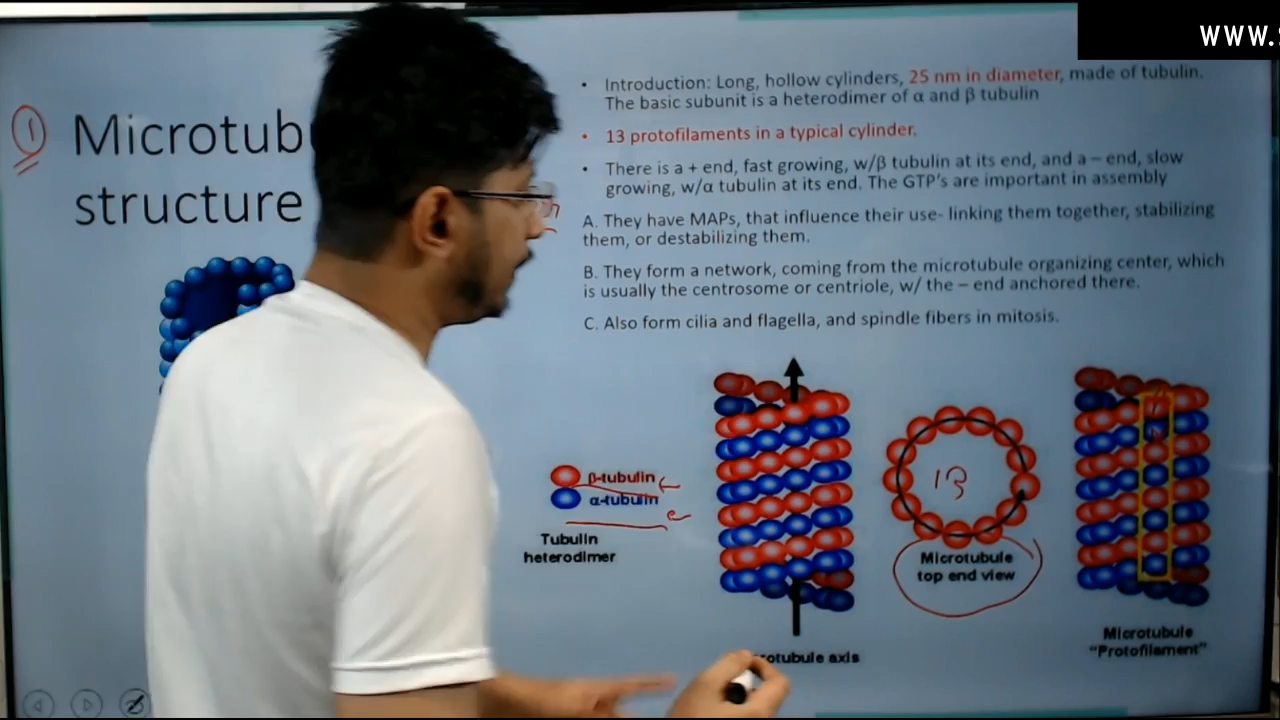 www.
1
Microtub
structure
• Introduction: Long, hollow cylinders, 25 nm in diameter, made of tubulin.
The basic subunit is a heterodimer of α and β tubulin
• 13 protofilaments in a typical cylinder.
• There is a + end, fast growing, w/β tubulin at its end, and a – end, slow
growing, w/α tubulin at its end. The GTP's are important in assembly
A. They have MAPs, that influence their use- linking them together, stabilizing
them, or destabilizing them.
B. They form a network, coming from the microtubule organizing center, which
is usually the centrosome or centriole, w/ the – end anchored there.
C. Also form cilia and flagella, and spindle fibers in mitosis.
β-tubulin
α-tubulin
Tubulin
heterodimer
rotubule axis
13
Microtubule
top end view
Microtubule
"Protofilament"